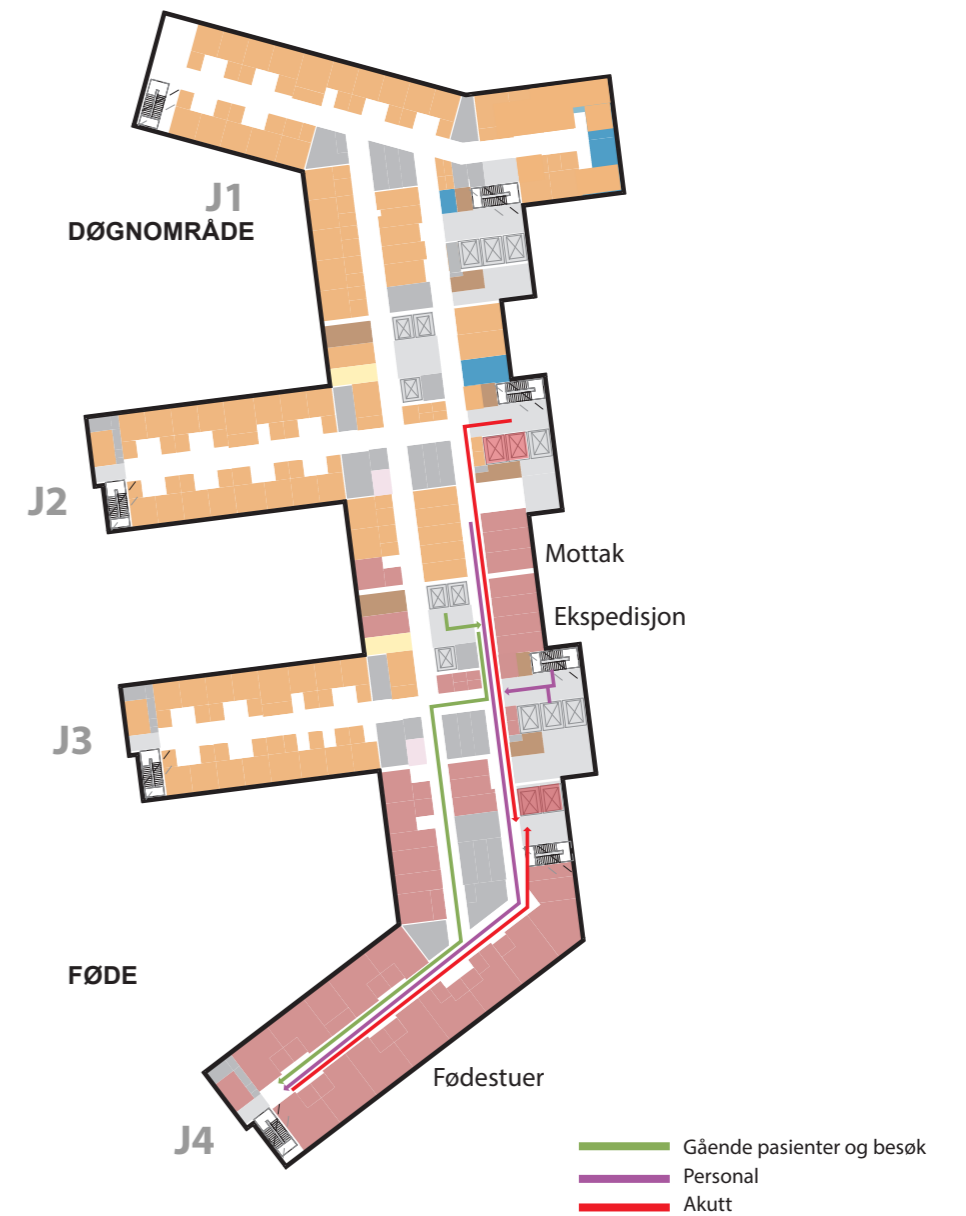 J1
DØGNOMRÅDE
J2
Mottak
Ekspedisjon
J3
FØDE
Fødestuer
J4
Gående pasienter og besøk
Personal
Akutt